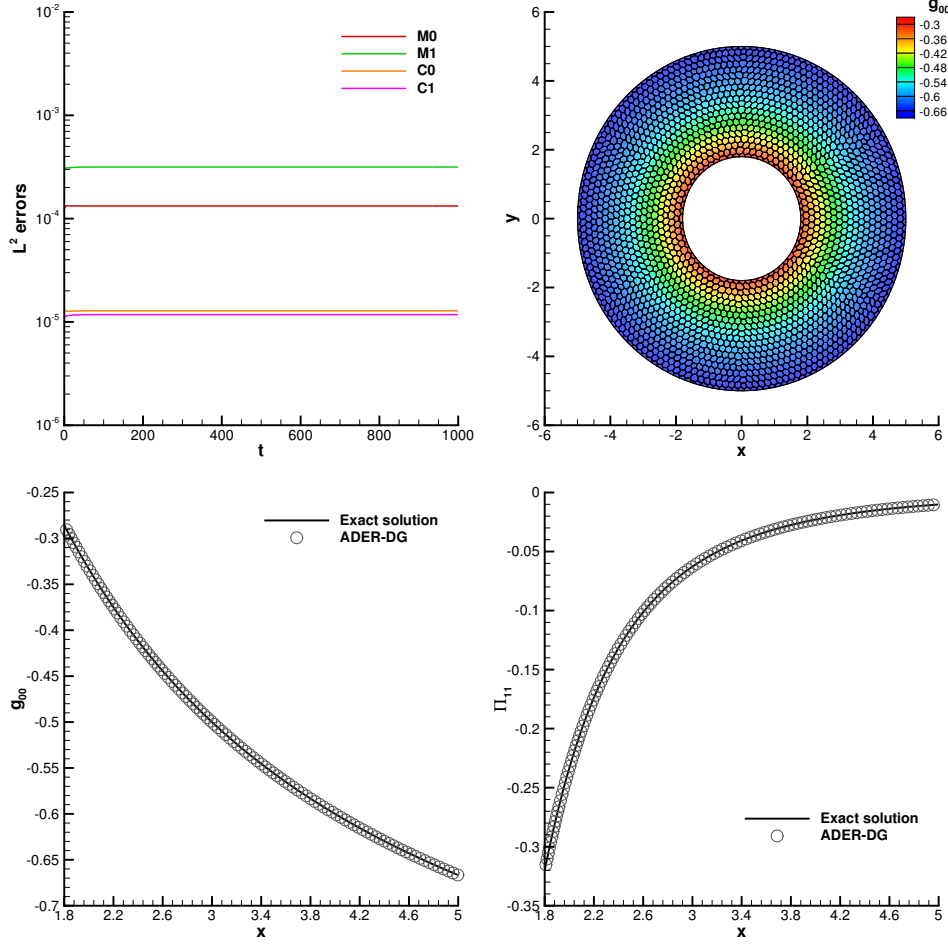 10^-2
10^-3
10^-4
10^-5
10^-6
L^2 errors
0 200 400 600 800 1000
t
M0
M1
C0
C1
g_00
-0.3
-0.36
-0.42
-0.48
-0.54
-0.6
-0.66
6
4
2
0
-2
-4
-6
y
-6 -4 -2 0 2 4 6
x
-0.25
-0.3
-0.35
-0.4
-0.45
-0.5
-0.55
-0.6
-0.65
-0.7
g_00
1.8 2.2 2.6 3 3.4 3.8 4.2 4.6 5
x
Exact solution
ADER-DG
0
-0.05
-0.1
-0.15
-0.2
-0.25
-0.3
-0.35
Π_11
1.8 2.2 2.6 3 3.4 3.8 4.2 4.6 5
x
Exact solution
ADER-DG